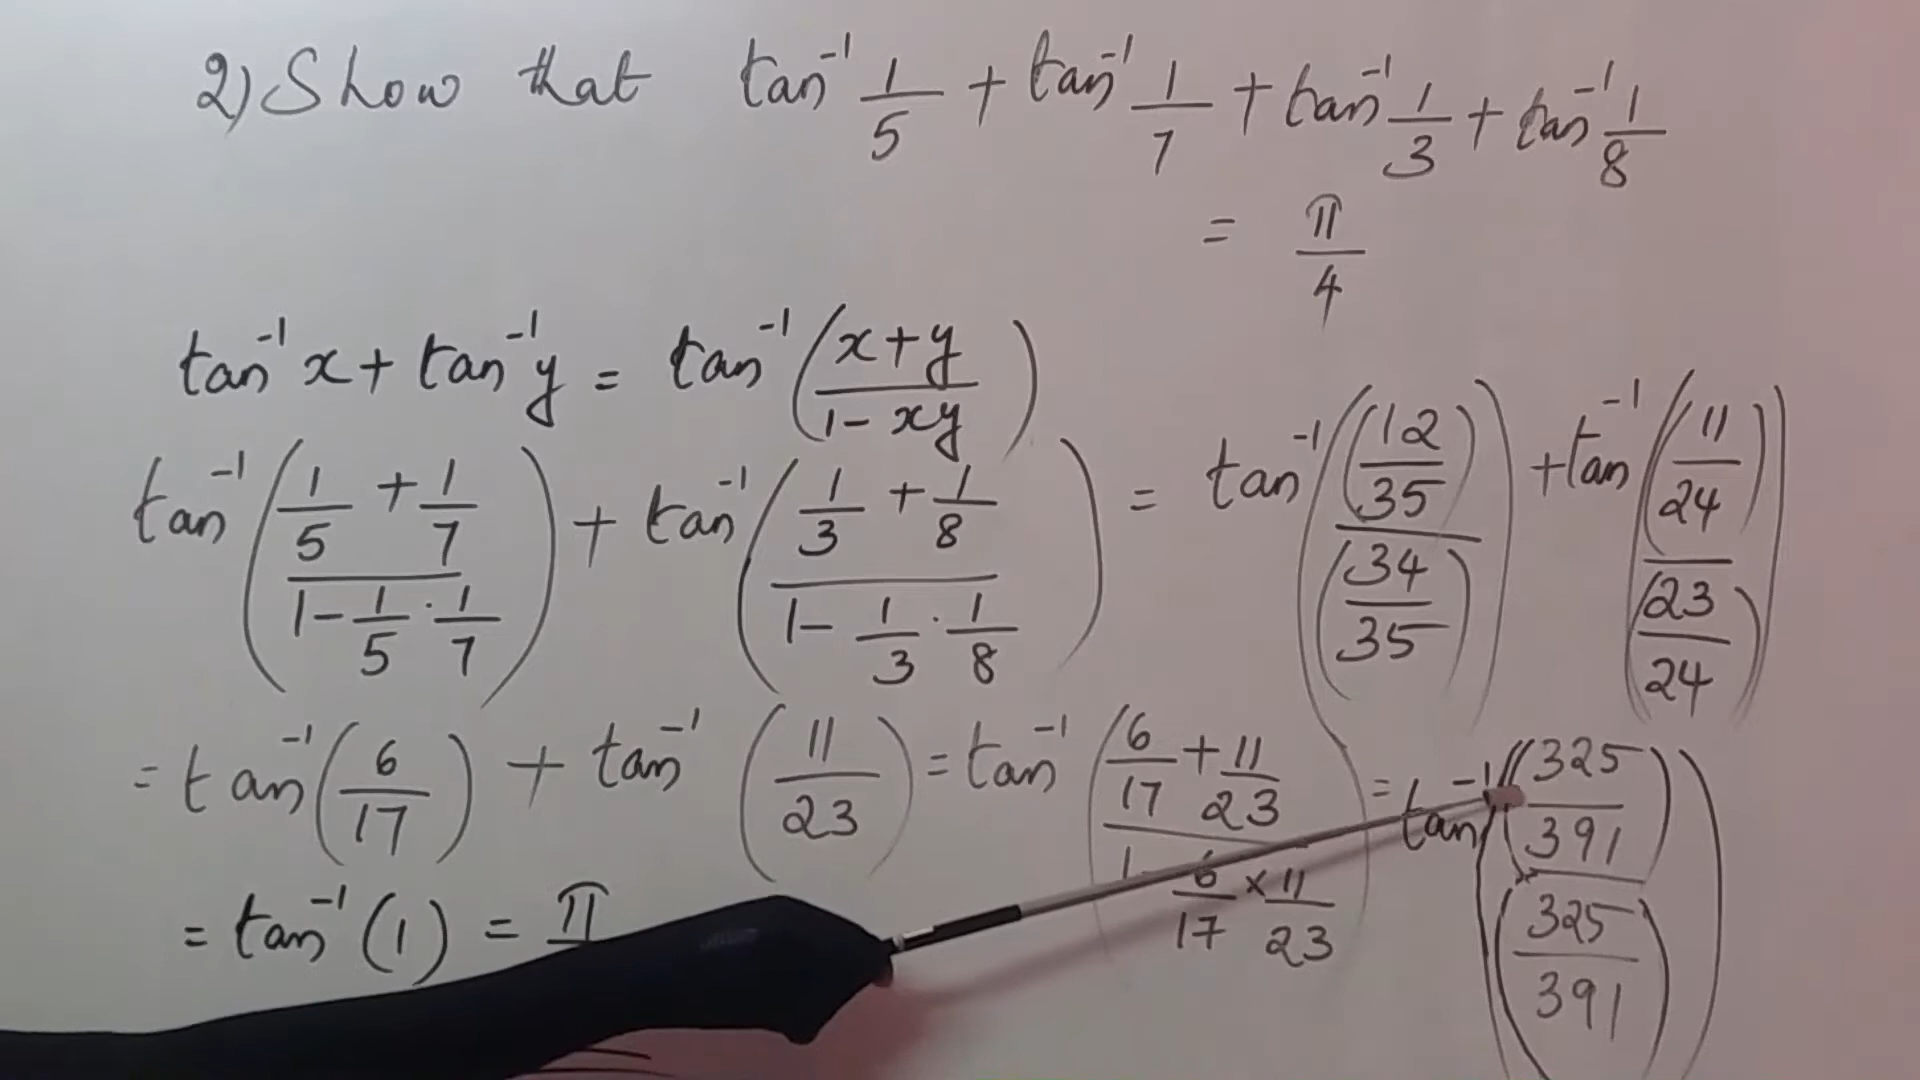 2) Show that tan⁻¹ 1/5 + tan⁻¹ 1/7 + tan⁻¹ 1/3 + tan⁻¹ 1/8
= π/4
tan⁻¹ x + tan⁻¹ y = tan⁻¹ ((x+y)/(1-xy))
tan⁻¹ ((1/5 + 1/7)/(1 - 1/5 · 1/7)) + tan⁻¹ ((1/3 + 1/8)/(1 - 1/3 · 1/8)) = tan⁻¹ ((12/35)/(34/35)) + tan⁻¹ ((11/24)/(23/24))
= tan⁻¹ (6/17) + tan⁻¹ (11/23) = tan⁻¹ ((6/17 + 11/23)/(1 - 6/17 × 11/23)) = tan⁻¹ ((325/391)/(325/391))
= tan⁻¹ (1) = π